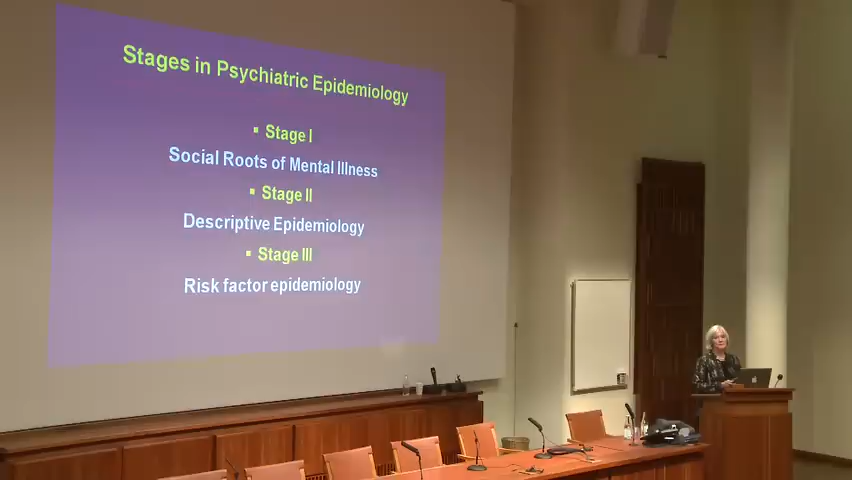 Stages in Psychiatric Epidemiology
▪ Stage I
Social Roots of Mental Illness
▪ Stage II
Descriptive Epidemiology
▪ Stage III
Risk factor epidemiology